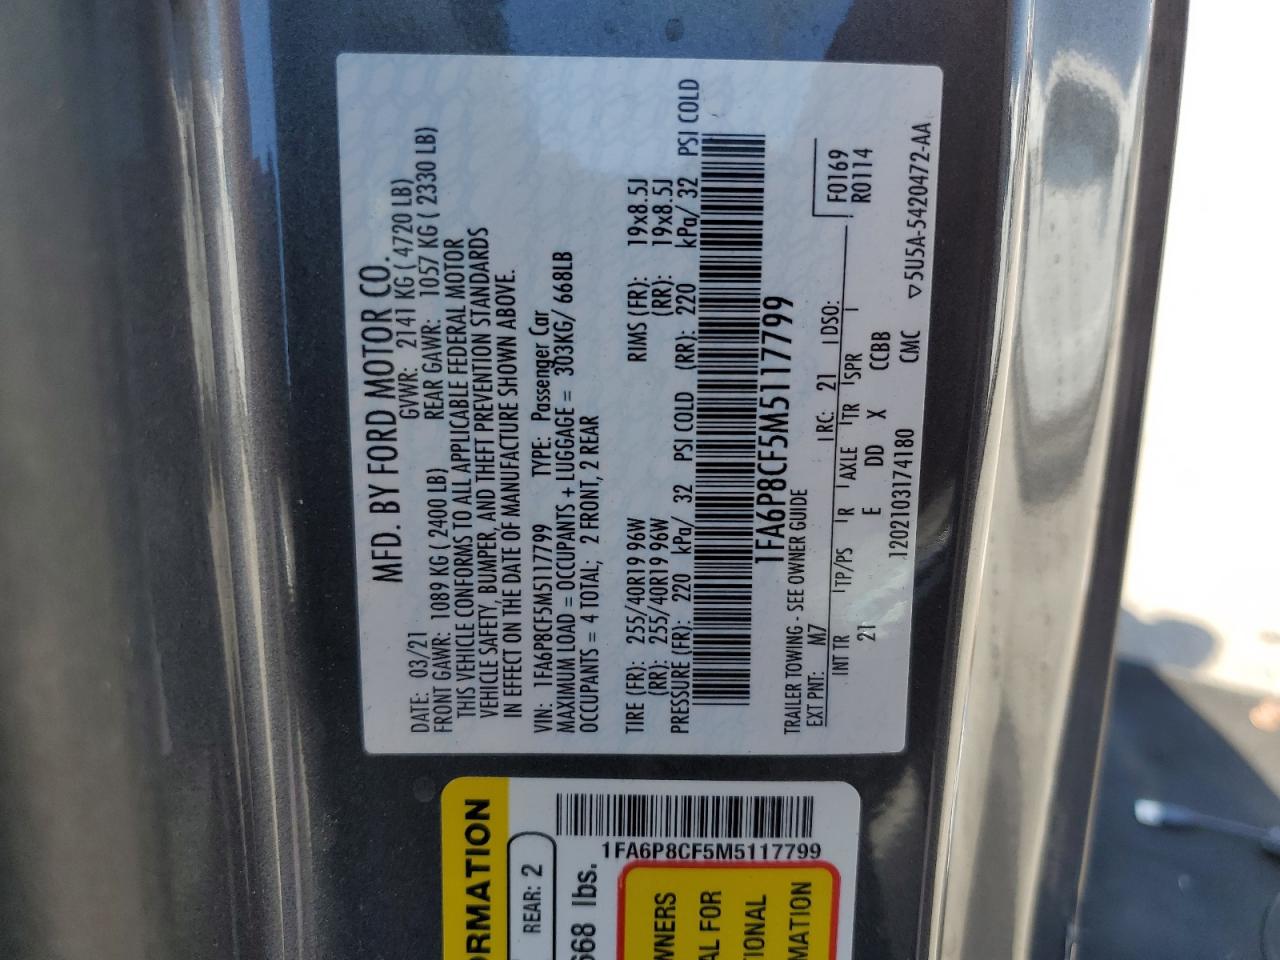 MFD. BY FORD MOTOR CO.
DATE: 03/21 GVWR: 2141 KG ( 4720 LB)
FRONT GAWR: 1089 KG ( 2400 LB) REAR GAWR: 1057 KG ( 2330 LB)
THIS VEHICLE CONFORMS TO ALL APPLICABLE FEDERAL MOTOR
VEHICLE SAFETY, BUMPER, AND THEFT PREVENTION STANDARDS
IN EFFECT ON THE DATE OF MANUFACTURE SHOWN ABOVE.
VIN: 1FA6P8CF5M5117799 TYPE: Passenger Car
MAXIMUM LOAD = OCCUPANTS + LUGGAGE = 303KG/ 668LB
OCCUPANTS = 4 TOTAL; 2 FRONT, 2 REAR
TIRE (FR): 255/40R19 96W RIMS (FR): 19x8.5J
(RR): 255/40R19 96W (RR): 19x8.5J
PRESSURE (FR): 220 kPa/ 32 PSI COLD (RR): 220 kPa/ 32 PSI COLD
1FA6P8CF5M5117799
TRAILER TOWING - SEE OWNER GUIDE
EXT PNT: M7 RC: 21 DSO: F0169
INT TR TP/PS R AXLE TR SPR R0114
21 E DD X CCBB
1202103174180 CMC ▽5U5A-5420472-AA
ORMATION
REAR: 2
668 lbs.
1FA6P8CF5M5117799
WNERS
AL FOR
IONAL
MATION